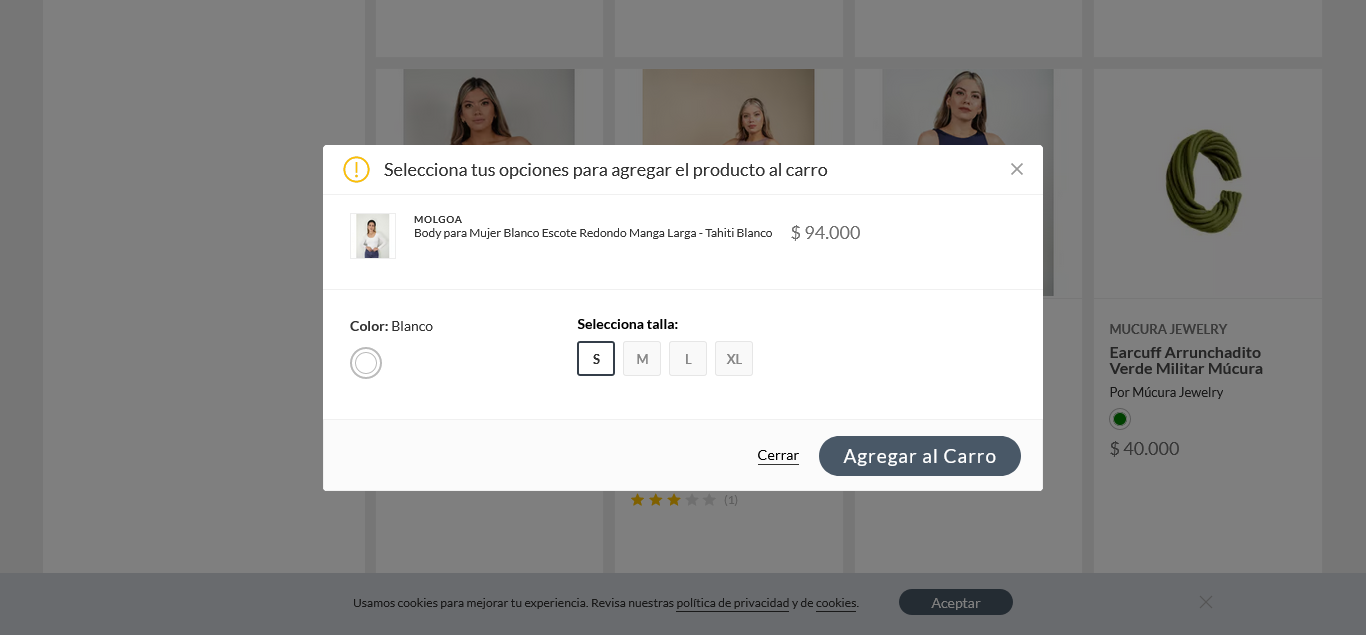 Selecciona tus opciones para agregar el producto al carro
MOLGOA
Body para Mujer Blanco Escote Redondo Manga Larga - Tahiti Blanco
$ 94.000
Color: Blanco
Selecciona talla:
S M L XL
Cerrar
Agregar al Carro
MUCURA JEWELRY
Earcuff Arrunchadito
Verde Militar Múcura
Por Múcura Jewelry
$ 40.000
(1)
Usamos cookies para mejorar tu experiencia. Revisa nuestras política de privacidad y de cookies.
Aceptar